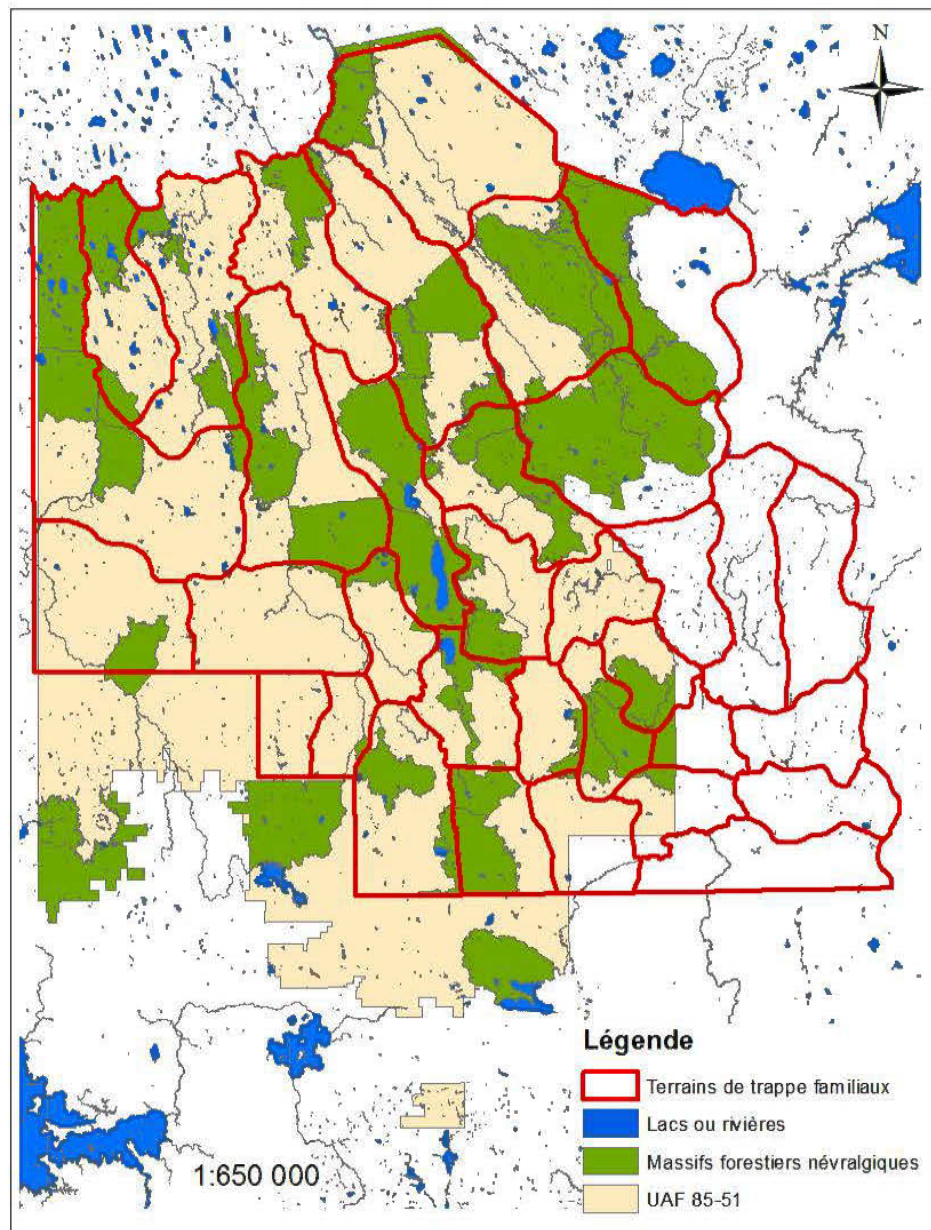 N
Légende
Terrains de trappe familiaux
Lacs ou rivières
Massifs forestiers névralgiques
UAF 85-51
1:650 000